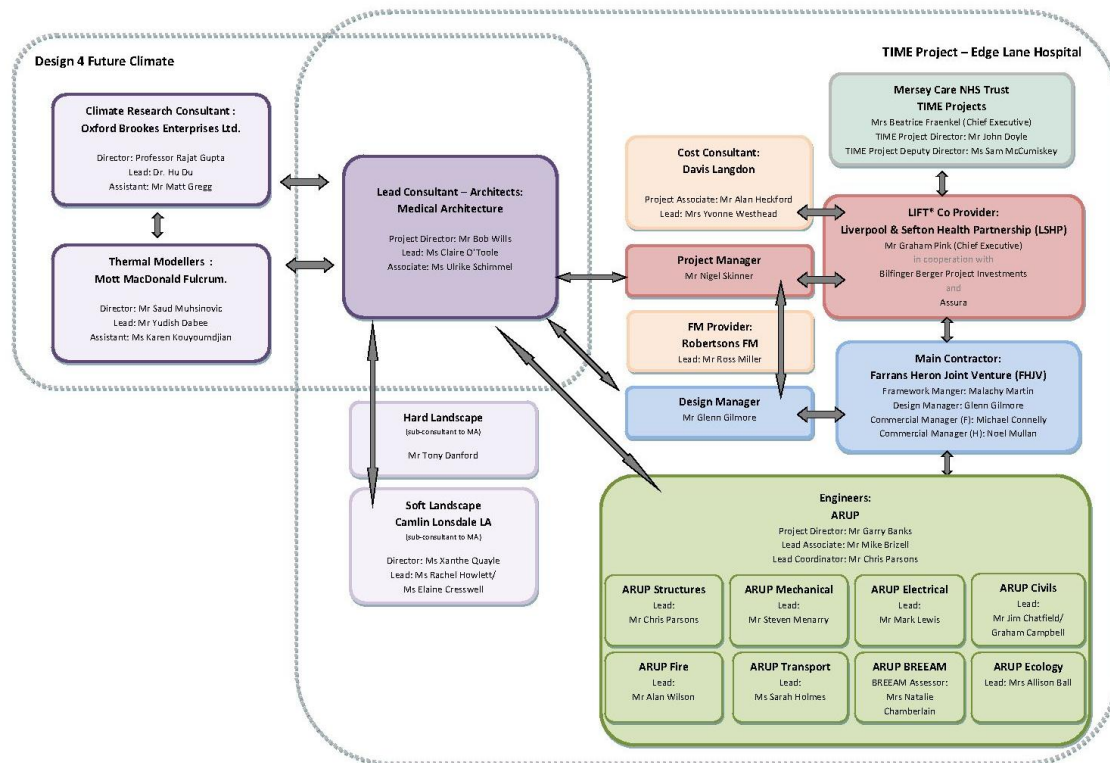 Design 4 Future Climate
TIME Project – Edge Lane Hospital
Climate Research Consultant :
Oxford Brookes Enterprises Ltd.
Director: Professor Rajat Gupta
Lead: Dr. Hu Du
Assistant: Mr Matt Gregg
Thermal Modellers :
Mott MacDonald Fulcrum.
Director: Mr Saud Muhsinovic
Lead: Mr Yudish Dabee
Assistant: Ms Karen Kouyoumdjian
Lead Consultant – Architects:
Medical Architecture
Project Director: Mr Bob Wills
Lead: Ms Claire O'Toole
Associate: Ms Ulrike Schimmel
Hard Landscape
(sub-consultant to MA)
Mr Tony Danford
Soft Landscape
Camlin Lonsdale LA
(sub-consultant to MA)
Director: Ms Xanthe Quayle
Lead: Ms Rachel Howlett/
Ms Elaine Cresswell
Cost Consultant:
Davis Langdon
Project Associate: Mr Alan Heckford
Lead: Mrs Yvonne Westhead
Project Manager
Mr Nigel Skinner
FM Provider:
Robertsons FM
Lead: Mr Ross Miller
Design Manager
Mr Glenn Gilmore
Mersey Care NHS Trust
TIME Projects
Mrs Beatrice Fraenkel (Chief Executive)
TIME Project Director: Mr John Doyle
TIME Project Deputy Director: Ms Sam McCumiskey
LIFT® Co Provider:
Liverpool & Sefton Health Partnership (LSHP)
Mr Graham Pink (Chief Executive)
in cooperation with
Bilfinger Berger Project Investments
and
Assura
Main Contractor:
Farrans Heron Joint Venture (FHJV)
Framework Manger: Malachy Martin
Design Manager: Glenn Gilmore
Commercial Manager (F): Michael Connelly
Commercial Manager (H): Noel Mullan
Engineers:
ARUP
Project Director: Mr Garry Banks
Lead Associate: Mr Mike Brizell
Lead Coordinator: Mr Chris Parsons
ARUP Structures
Lead:
Mr Chris Parsons
ARUP Mechanical
Lead:
Mr Steven Menarry
ARUP Electrical
Lead:
Mr Mark Lewis
ARUP Civils
Lead:
Mr Jim Chatfield/
Graham Campbell
ARUP Fire
Lead:
Mr Alan Wilson
ARUP Transport
Lead:
Ms Sarah Holmes
ARUP BREEAM
BREEAM Assessor:
Mrs Natalie
Chamberlain
ARUP Ecology
Lead: Mrs Allison Ball